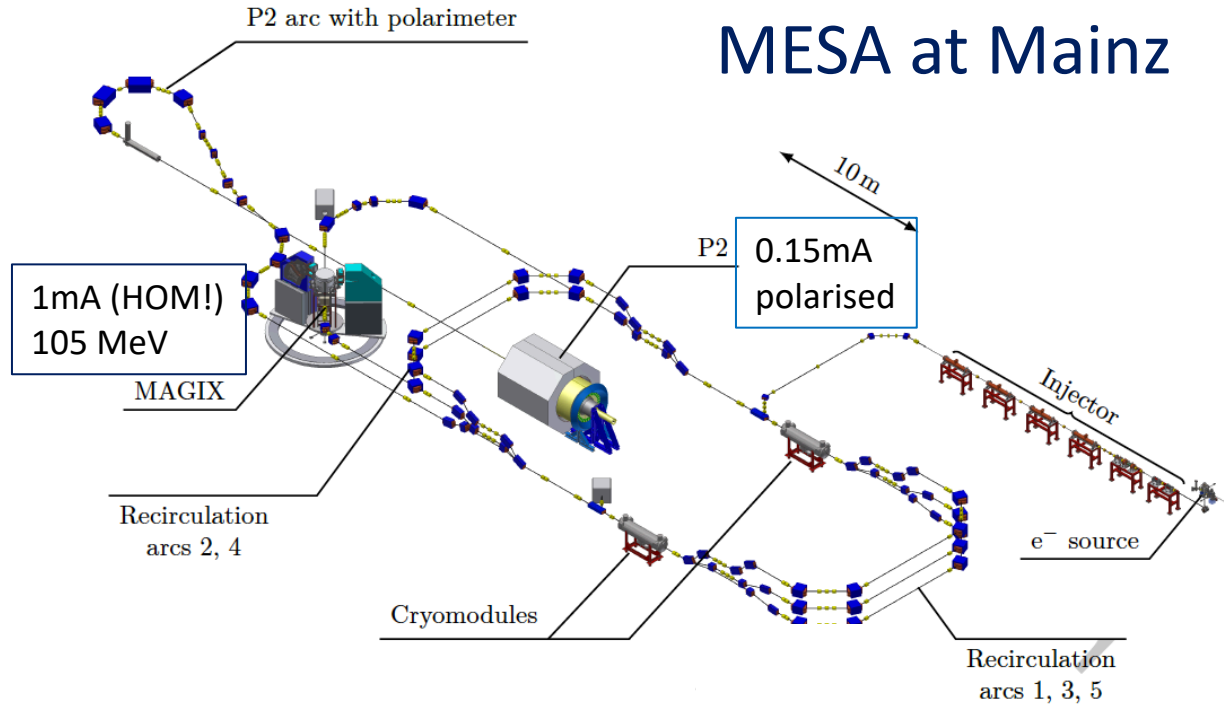 P2 arc with polarimeter
MESA at Mainz
10 m
P2
0.15mA
polarised
1mA (HOM!)
105 MeV
MAGIX
Injector
Recirculation
arcs 2, 4
e⁻ source
Cryomodules
Recirculation
arcs 1, 3, 5